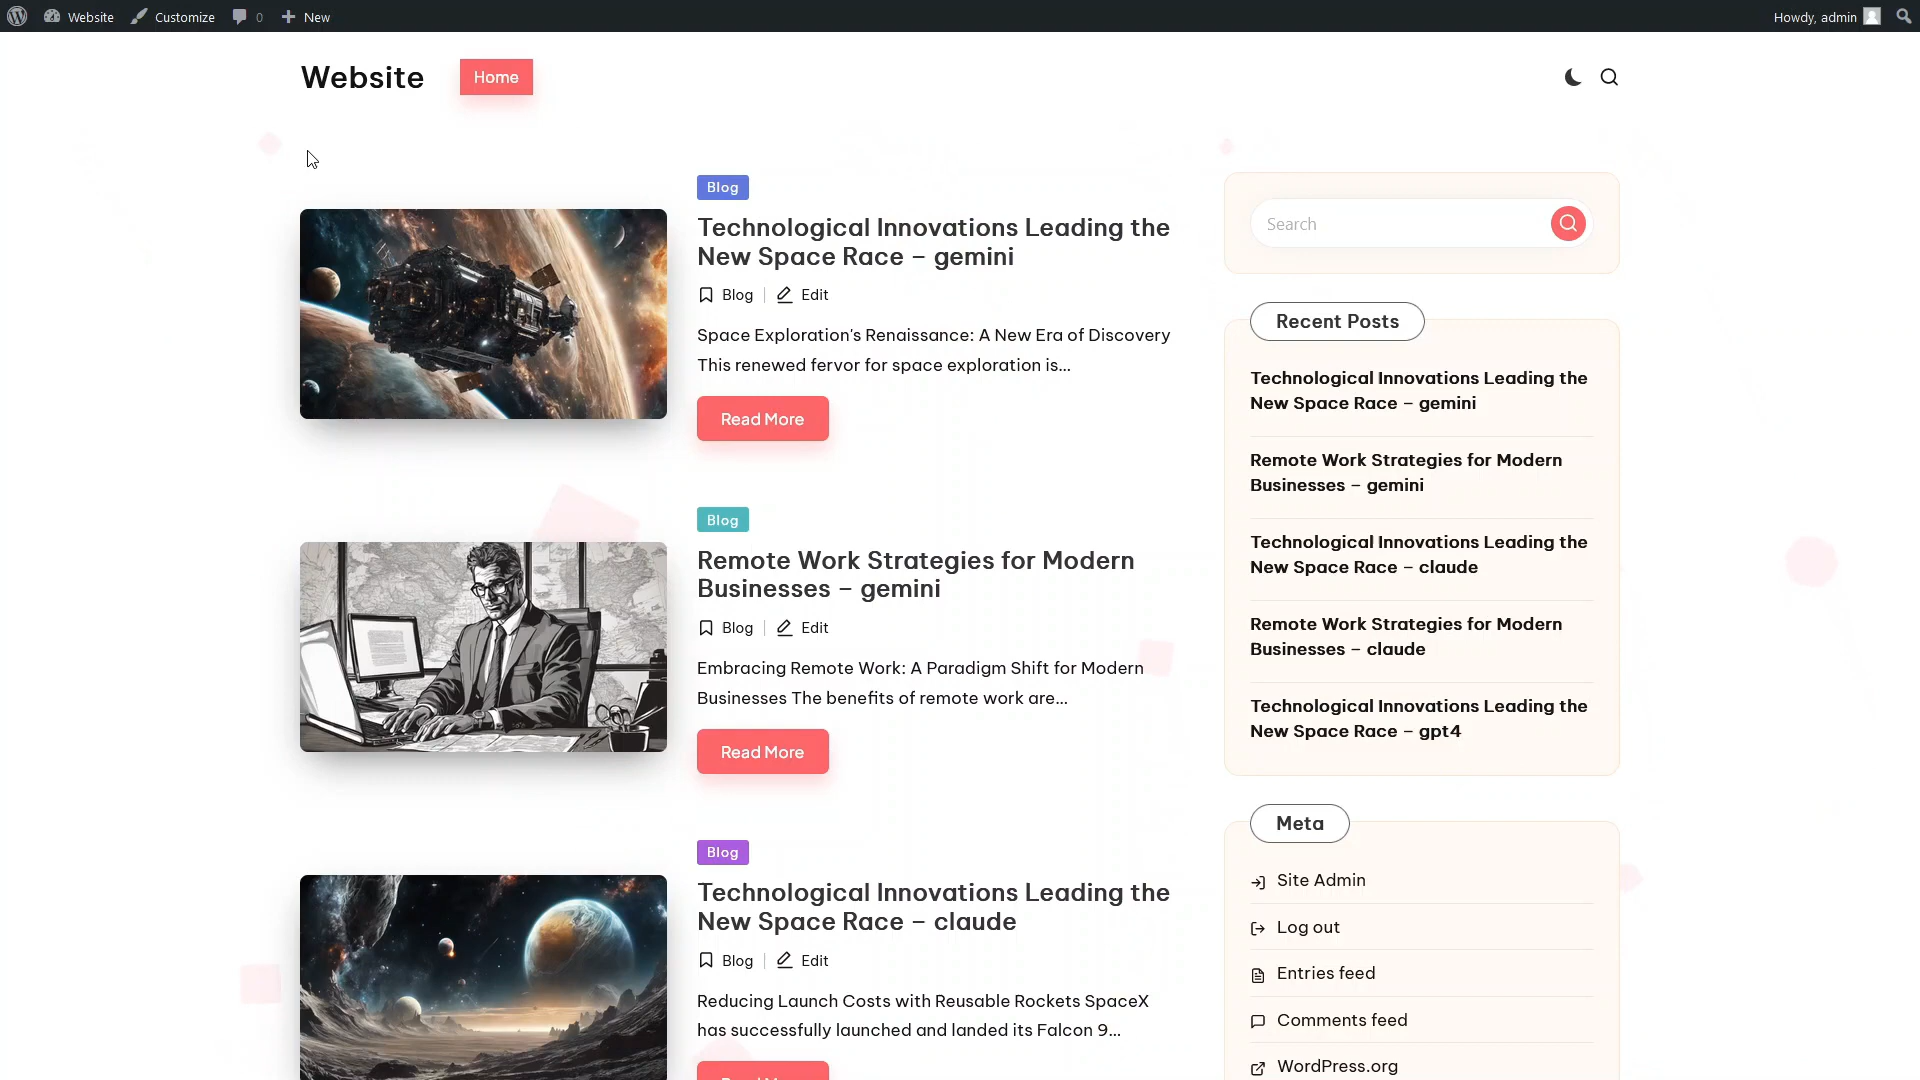 Website
Customize
0
New
Howdy, admin
Website
Home
Blog
Technological Innovations Leading the
New Space Race – gemini
Blog
Edit
Space Exploration's Renaissance: A New Era of Discovery
This renewed fervor for space exploration is...
Read More
Blog
Remote Work Strategies for Modern
Businesses – gemini
Blog
Edit
Embracing Remote Work: A Paradigm Shift for Modern
Businesses The benefits of remote work are...
Read More
Blog
Technological Innovations Leading the
New Space Race – claude
Blog
Edit
Reducing Launch Costs with Reusable Rockets SpaceX
has successfully launched and landed its Falcon 9...
Read More
Search
Recent Posts
Technological Innovations Leading the
New Space Race – gemini
Remote Work Strategies for Modern
Businesses – gemini
Technological Innovations Leading the
New Space Race – claude
Remote Work Strategies for Modern
Businesses – claude
Technological Innovations Leading the
New Space Race – gpt4
Meta
Site Admin
Log out
Entries feed
Comments feed
WordPress.org